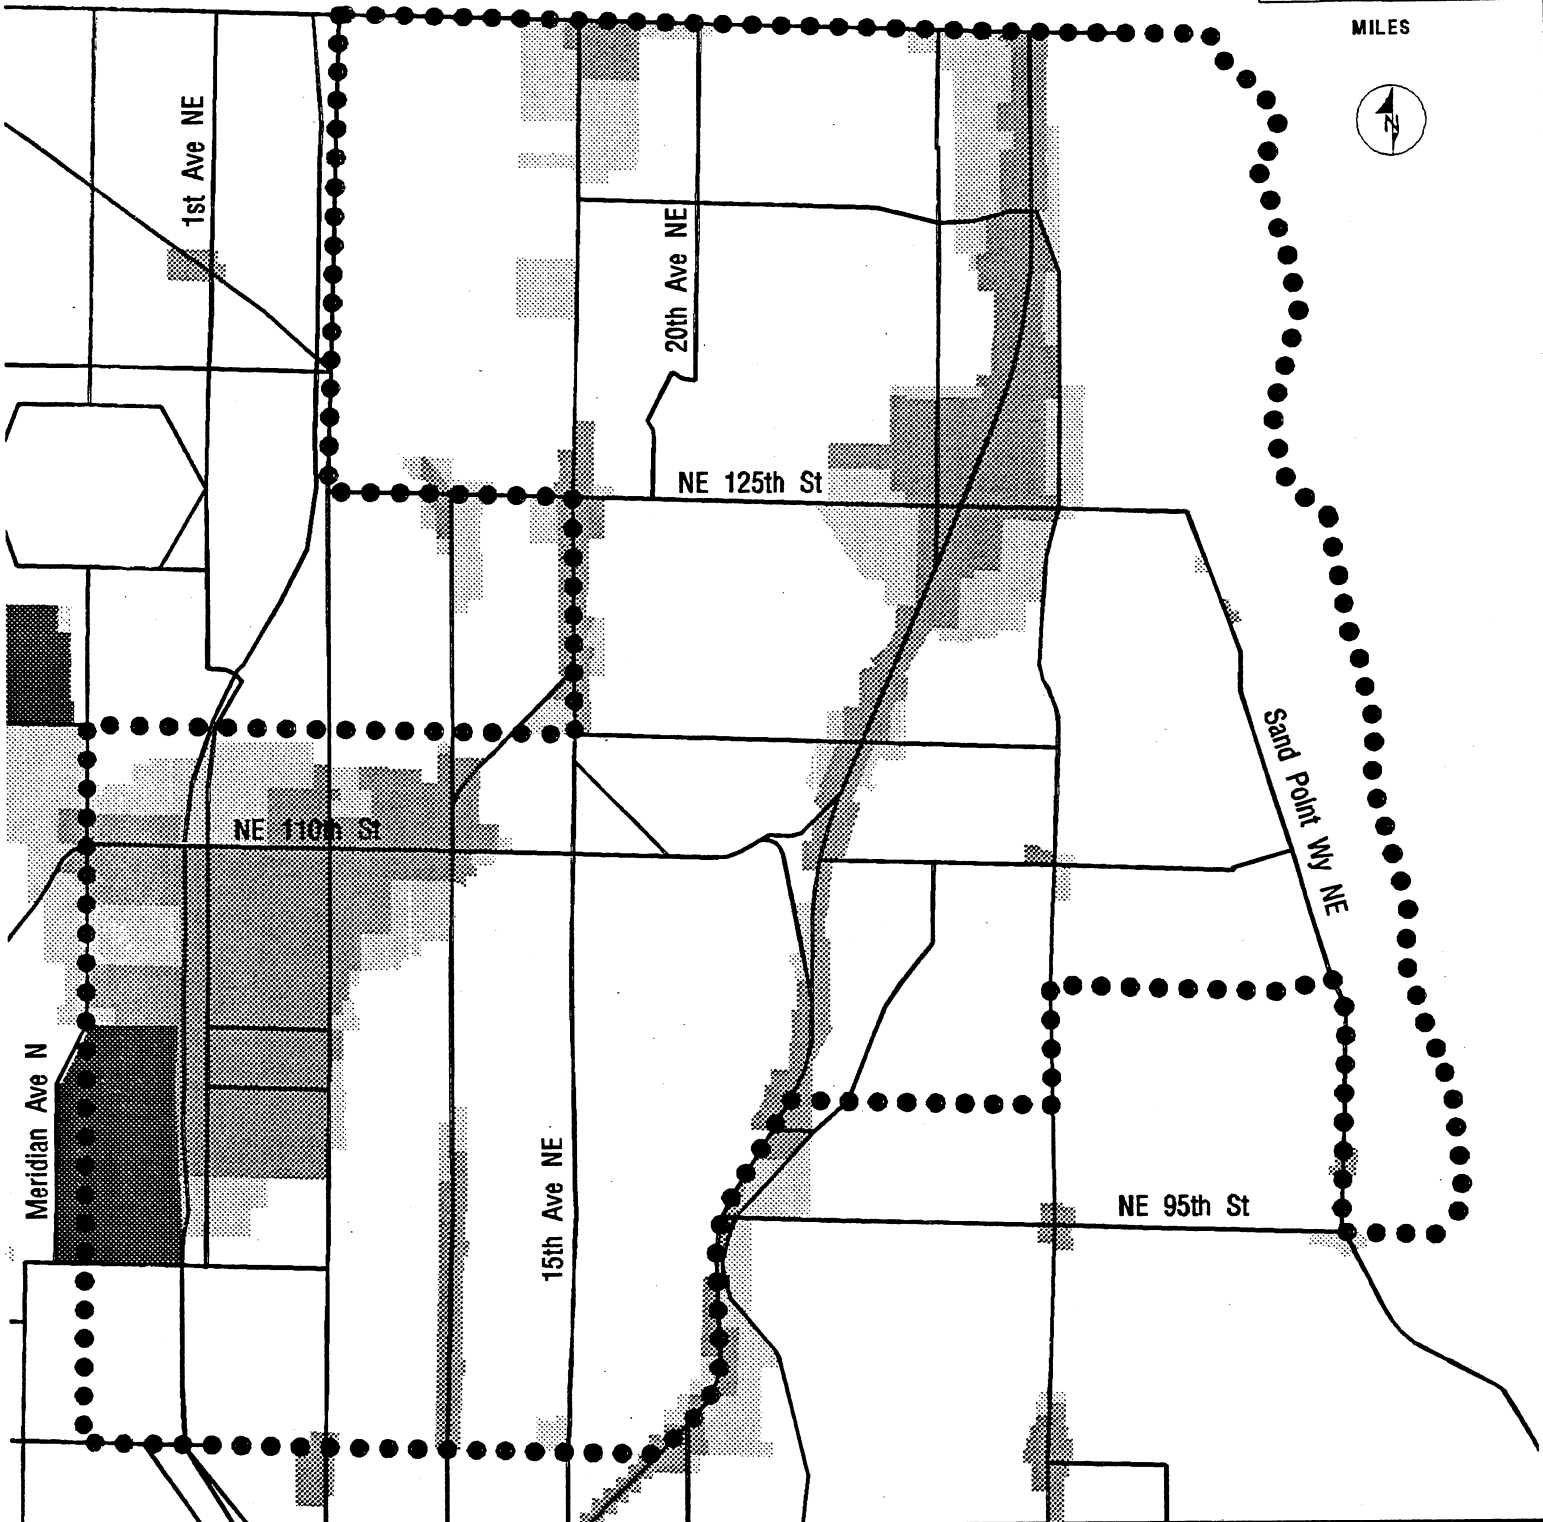 MILES
N
1st Ave NE
20th Ave NE
NE 125th St
Sand Point Wy NE
NE 110th St
Meridian Ave N
15th Ave NE
NE 95th St